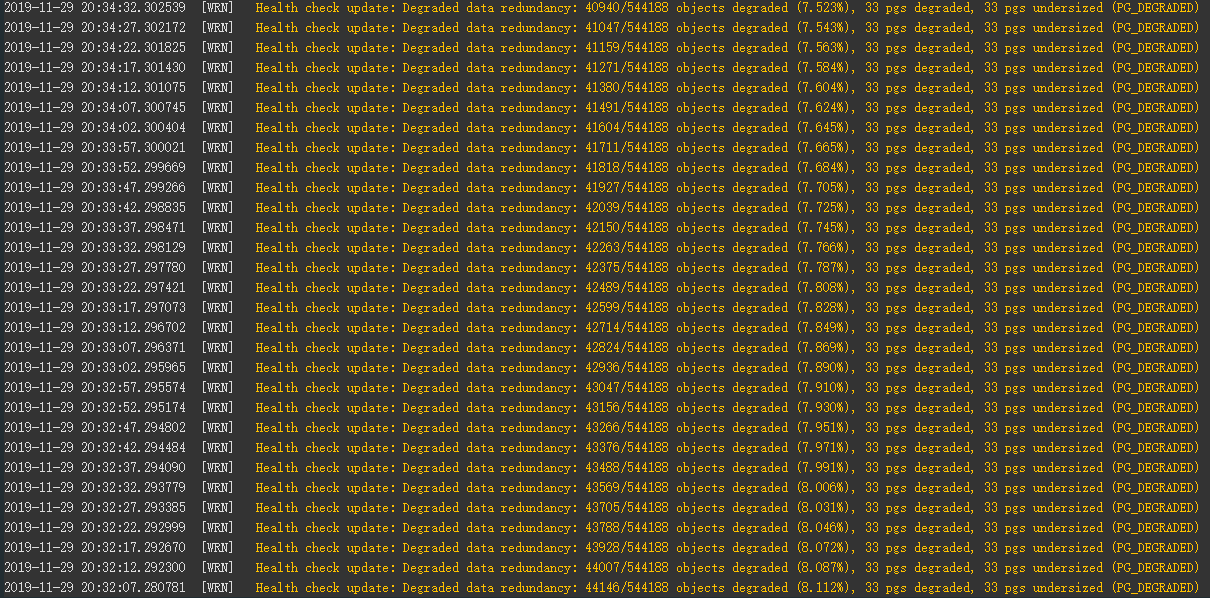 2019-11-29 20:34:32.302539 [WRN] Health check update: Degraded data redundancy: 40940/544188 objects degraded (7.523%), 33 pgs degraded, 33 pgs undersized (PG_DEGRADED)
2019-11-29 20:34:27.302172 [WRN] Health check update: Degraded data redundancy: 41047/544188 objects degraded (7.543%), 33 pgs degraded, 33 pgs undersized (PG_DEGRADED)
2019-11-29 20:34:22.301825 [WRN] Health check update: Degraded data redundancy: 41159/544188 objects degraded (7.563%), 33 pgs degraded, 33 pgs undersized (PG_DEGRADED)
2019-11-29 20:34:17.301430 [WRN] Health check update: Degraded data redundancy: 41271/544188 objects degraded (7.584%), 33 pgs degraded, 33 pgs undersized (PG_DEGRADED)
2019-11-29 20:34:12.301075 [WRN] Health check update: Degraded data redundancy: 41380/544188 objects degraded (7.604%), 33 pgs degraded, 33 pgs undersized (PG_DEGRADED)
2019-11-29 20:34:07.300745 [WRN] Health check update: Degraded data redundancy: 41491/544188 objects degraded (7.624%), 33 pgs degraded, 33 pgs undersized (PG_DEGRADED)
2019-11-29 20:34:02.300404 [WRN] Health check update: Degraded data redundancy: 41604/544188 objects degraded (7.645%), 33 pgs degraded, 33 pgs undersized (PG_DEGRADED)
2019-11-29 20:33:57.300021 [WRN] Health check update: Degraded data redundancy: 41711/544188 objects degraded (7.665%), 33 pgs degraded, 33 pgs undersized (PG_DEGRADED)
2019-11-29 20:33:52.299669 [WRN] Health check update: Degraded data redundancy: 41818/544188 objects degraded (7.684%), 33 pgs degraded, 33 pgs undersized (PG_DEGRADED)
2019-11-29 20:33:47.299266 [WRN] Health check update: Degraded data redundancy: 41927/544188 objects degraded (7.705%), 33 pgs degraded, 33 pgs undersized (PG_DEGRADED)
2019-11-29 20:33:42.298835 [WRN] Health check update: Degraded data redundancy: 42039/544188 objects degraded (7.725%), 33 pgs degraded, 33 pgs undersized (PG_DEGRADED)
2019-11-29 20:33:37.298471 [WRN] Health check update: Degraded data redundancy: 42150/544188 objects degraded (7.745%), 33 pgs degraded, 33 pgs undersized (PG_DEGRADED)
2019-11-29 20:33:32.298129 [WRN] Health check update: Degraded data redundancy: 42263/544188 objects degraded (7.766%), 33 pgs degraded, 33 pgs undersized (PG_DEGRADED)
2019-11-29 20:33:27.297780 [WRN] Health check update: Degraded data redundancy: 42375/544188 objects degraded (7.787%), 33 pgs degraded, 33 pgs undersized (PG_DEGRADED)
2019-11-29 20:33:22.297421 [WRN] Health check update: Degraded data redundancy: 42489/544188 objects degraded (7.808%), 33 pgs degraded, 33 pgs undersized (PG_DEGRADED)
2019-11-29 20:33:17.297073 [WRN] Health check update: Degraded data redundancy: 42599/544188 objects degraded (7.828%), 33 pgs degraded, 33 pgs undersized (PG_DEGRADED)
2019-11-29 20:33:12.296702 [WRN] Health check update: Degraded data redundancy: 42714/544188 objects degraded (7.849%), 33 pgs degraded, 33 pgs undersized (PG_DEGRADED)
2019-11-29 20:33:07.296371 [WRN] Health check update: Degraded data redundancy: 42824/544188 objects degraded (7.869%), 33 pgs degraded, 33 pgs undersized (PG_DEGRADED)
2019-11-29 20:33:02.295965 [WRN] Health check update: Degraded data redundancy: 42936/544188 objects degraded (7.890%), 33 pgs degraded, 33 pgs undersized (PG_DEGRADED)
2019-11-29 20:32:57.295574 [WRN] Health check update: Degraded data redundancy: 43047/544188 objects degraded (7.910%), 33 pgs degraded, 33 pgs undersized (PG_DEGRADED)
2019-11-29 20:32:52.295174 [WRN] Health check update: Degraded data redundancy: 43156/544188 objects degraded (7.930%), 33 pgs degraded, 33 pgs undersized (PG_DEGRADED)
2019-11-29 20:32:47.294802 [WRN] Health check update: Degraded data redundancy: 43266/544188 objects degraded (7.951%), 33 pgs degraded, 33 pgs undersized (PG_DEGRADED)
2019-11-29 20:32:42.294484 [WRN] Health check update: Degraded data redundancy: 43376/544188 objects degraded (7.971%), 33 pgs degraded, 33 pgs undersized (PG_DEGRADED)
2019-11-29 20:32:37.294090 [WRN] Health check update: Degraded data redundancy: 43488/544188 objects degraded (7.991%), 33 pgs degraded, 33 pgs undersized (PG_DEGRADED)
2019-11-29 20:32:32.293779 [WRN] Health check update: Degraded data redundancy: 43569/544188 objects degraded (8.006%), 33 pgs degraded, 33 pgs undersized (PG_DEGRADED)
2019-11-29 20:32:27.293385 [WRN] Health check update: Degraded data redundancy: 43705/544188 objects degraded (8.031%), 33 pgs degraded, 33 pgs undersized (PG_DEGRADED)
2019-11-29 20:32:22.292999 [WRN] Health check update: Degraded data redundancy: 43788/544188 objects degraded (8.046%), 33 pgs degraded, 33 pgs undersized (PG_DEGRADED)
2019-11-29 20:32:17.292670 [WRN] Health check update: Degraded data redundancy: 43928/544188 objects degraded (8.072%), 33 pgs degraded, 33 pgs undersized (PG_DEGRADED)
2019-11-29 20:32:12.292300 [WRN] Health check update: Degraded data redundancy: 44007/544188 objects degraded (8.087%), 33 pgs degraded, 33 pgs undersized (PG_DEGRADED)
2019-11-29 20:32:07.280781 [WRN] Health check update: Degraded data redundancy: 44146/544188 objects degraded (8.112%), 33 pgs degraded, 33 pgs undersized (PG_DEGRADED)